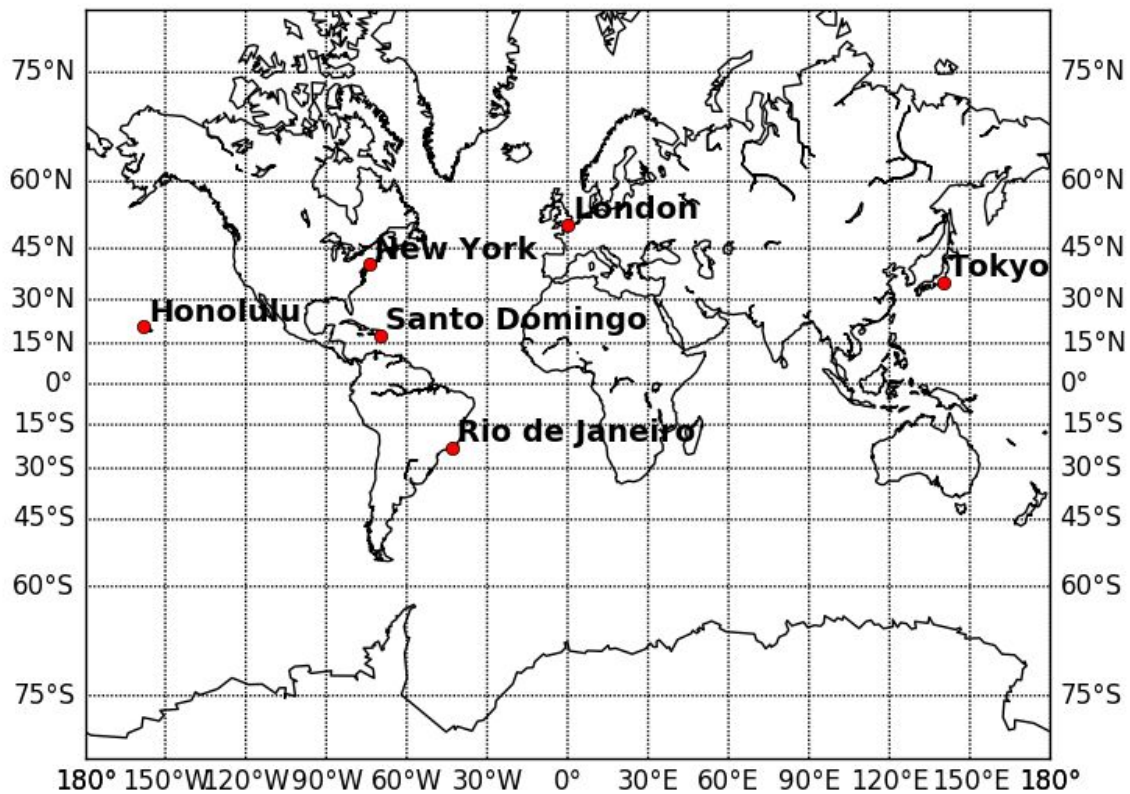 75°N 75°N
60°N 60°N
London
New York
45°N 45°N
Tokyo
30°N 30°N
Honolulu
Santo Domingo
15°N 15°N
0° 0°
15°S 15°S
Rio de Janeiro
30°S 30°S
45°S 45°S
60°S 60°S
75°S 75°S
180° 150°W 120°W 90°W 60°W 30°W 0° 30°E 60°E 90°E 120°E 150°E 180°